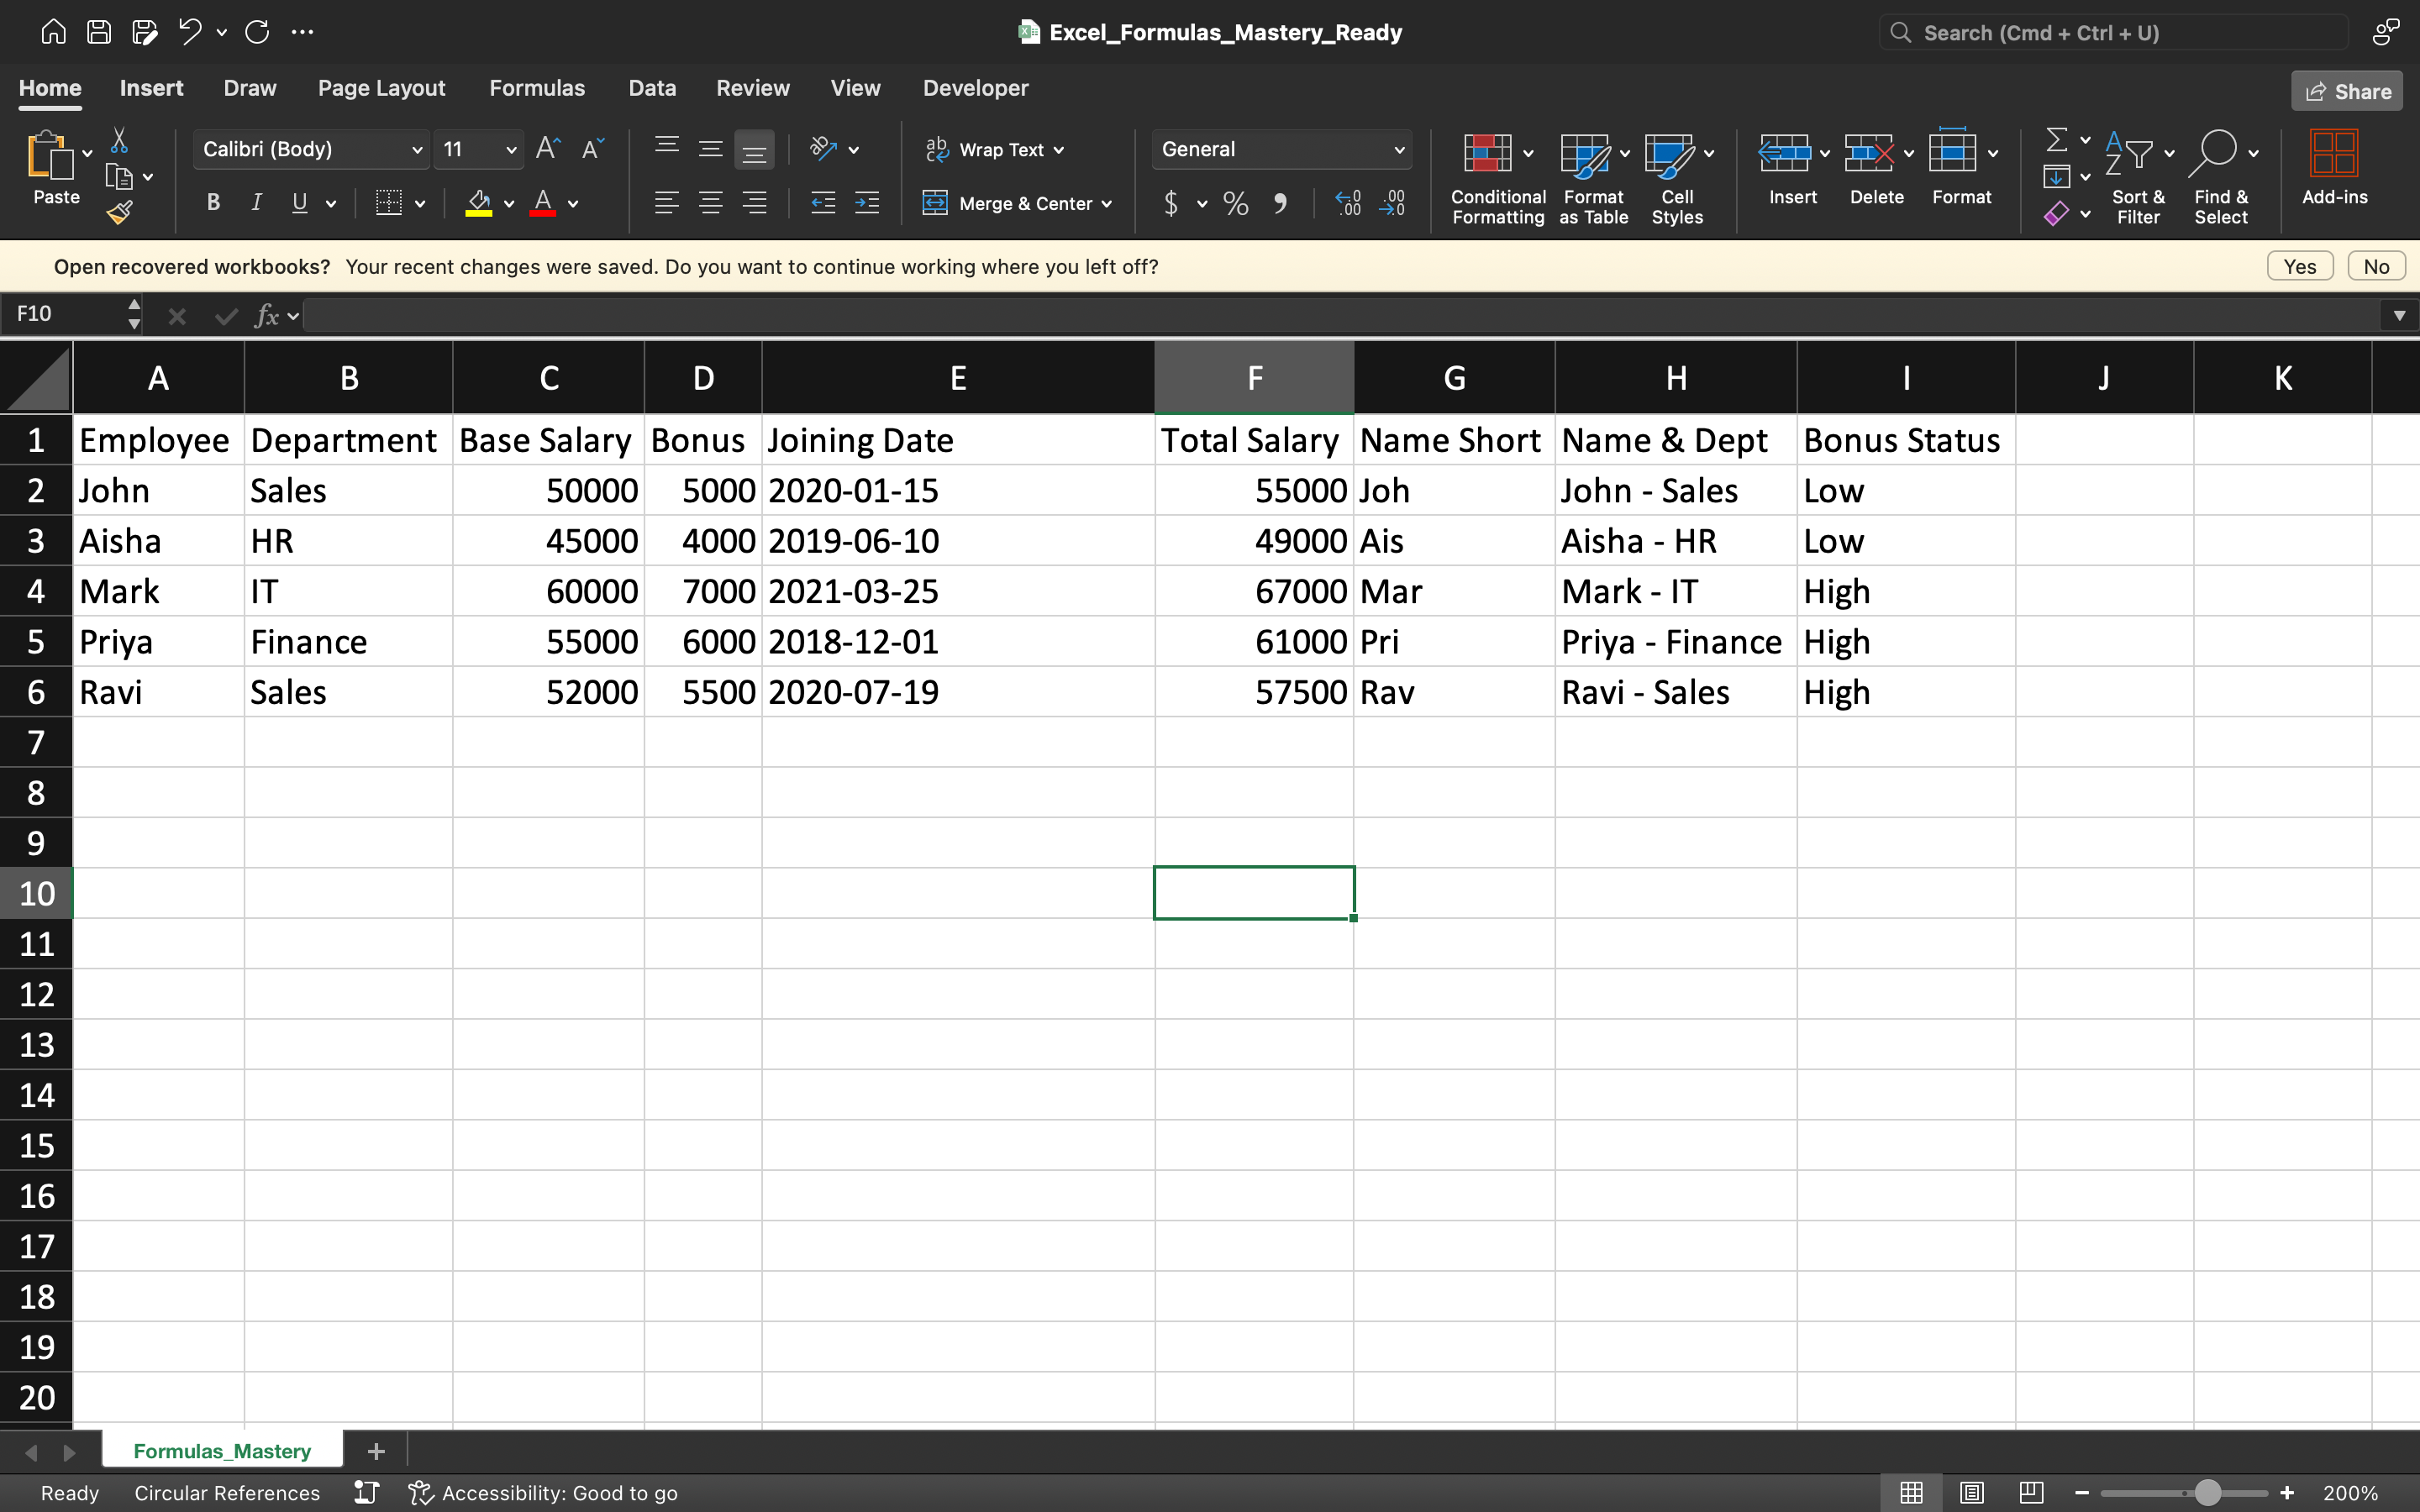 Excel_Formulas_Mastery_Ready
Search (Cmd + Ctrl + U)
Home Insert Draw Page Layout Formulas Data Review View Developer
Share
Paste
Calibri (Body) 11 A A
B I U A
ab Wrap Text
Merge & Center
General
$ % 9
Conditional Formatting
Format as Table
Cell Styles
Insert Delete Format
Sort & Filter
Find & Select
Add-ins
Open recovered workbooks? Your recent changes were saved. Do you want to continue working where you left off? Yes No
F10 fx
A B C D E F G H I J K
1 Employee Department Base Salary Bonus Joining Date Total Salary Name Short Name & Dept Bonus Status
2 John Sales 50000 5000 2020-01-15 55000 Joh John - Sales Low
3 Aisha HR 45000 4000 2019-06-10 49000 Ais Aisha - HR Low
4 Mark IT 60000 7000 2021-03-25 67000 Mar Mark - IT High
5 Priya Finance 55000 6000 2018-12-01 61000 Pri Priya - Finance High
6 Ravi Sales 52000 5500 2020-07-19 57500 Rav Ravi - Sales High
7
8
9
10
11
12
13
14
15
16
17
18
19
20
Formulas_Mastery +
Ready Circular References Accessibility: Good to go − + 200%